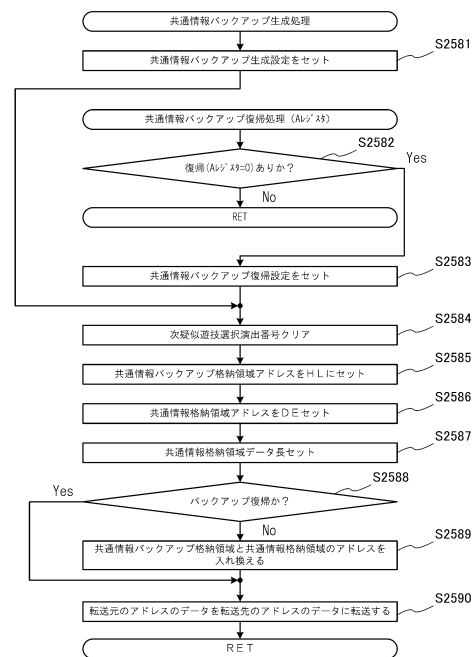 共通情報バックアップ生成処理
S2581
共通情報バックアップ生成設定をセット
共通情報バックアップ復帰処理（Aﾚｼﾞｽﾀ）
S2582
復帰(Aﾚｼﾞｽﾀ=0)ありか？
Yes
No
RET
S2583
共通情報バックアップ復帰設定をセット
S2584
次疑似遊技選択演出番号クリア
S2585
共通情報バックアップ格納領域アドレスをＨＬにセット
S2586
共通情報格納領域アドレスをＤＥセット
S2587
共通情報格納領域データ長セット
S2588
Yes
バックアップ復帰か？
No
S2589
共通情報バックアップ格納領域と共通情報格納領域のアドレスを
入れ換える
S2590
転送元のアドレスのデータを転送先のアドレスのデータに転送する
ＲＥＴ